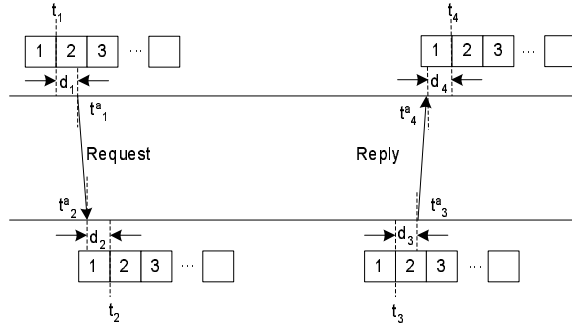 t1 t4
1 2 3 ... 1 2 3 ...
d1 d4
ta1 ta4
Request Reply
ta2 ta3
d2 d3
1 2 3 ... 1 2 3 ...
t2 t3